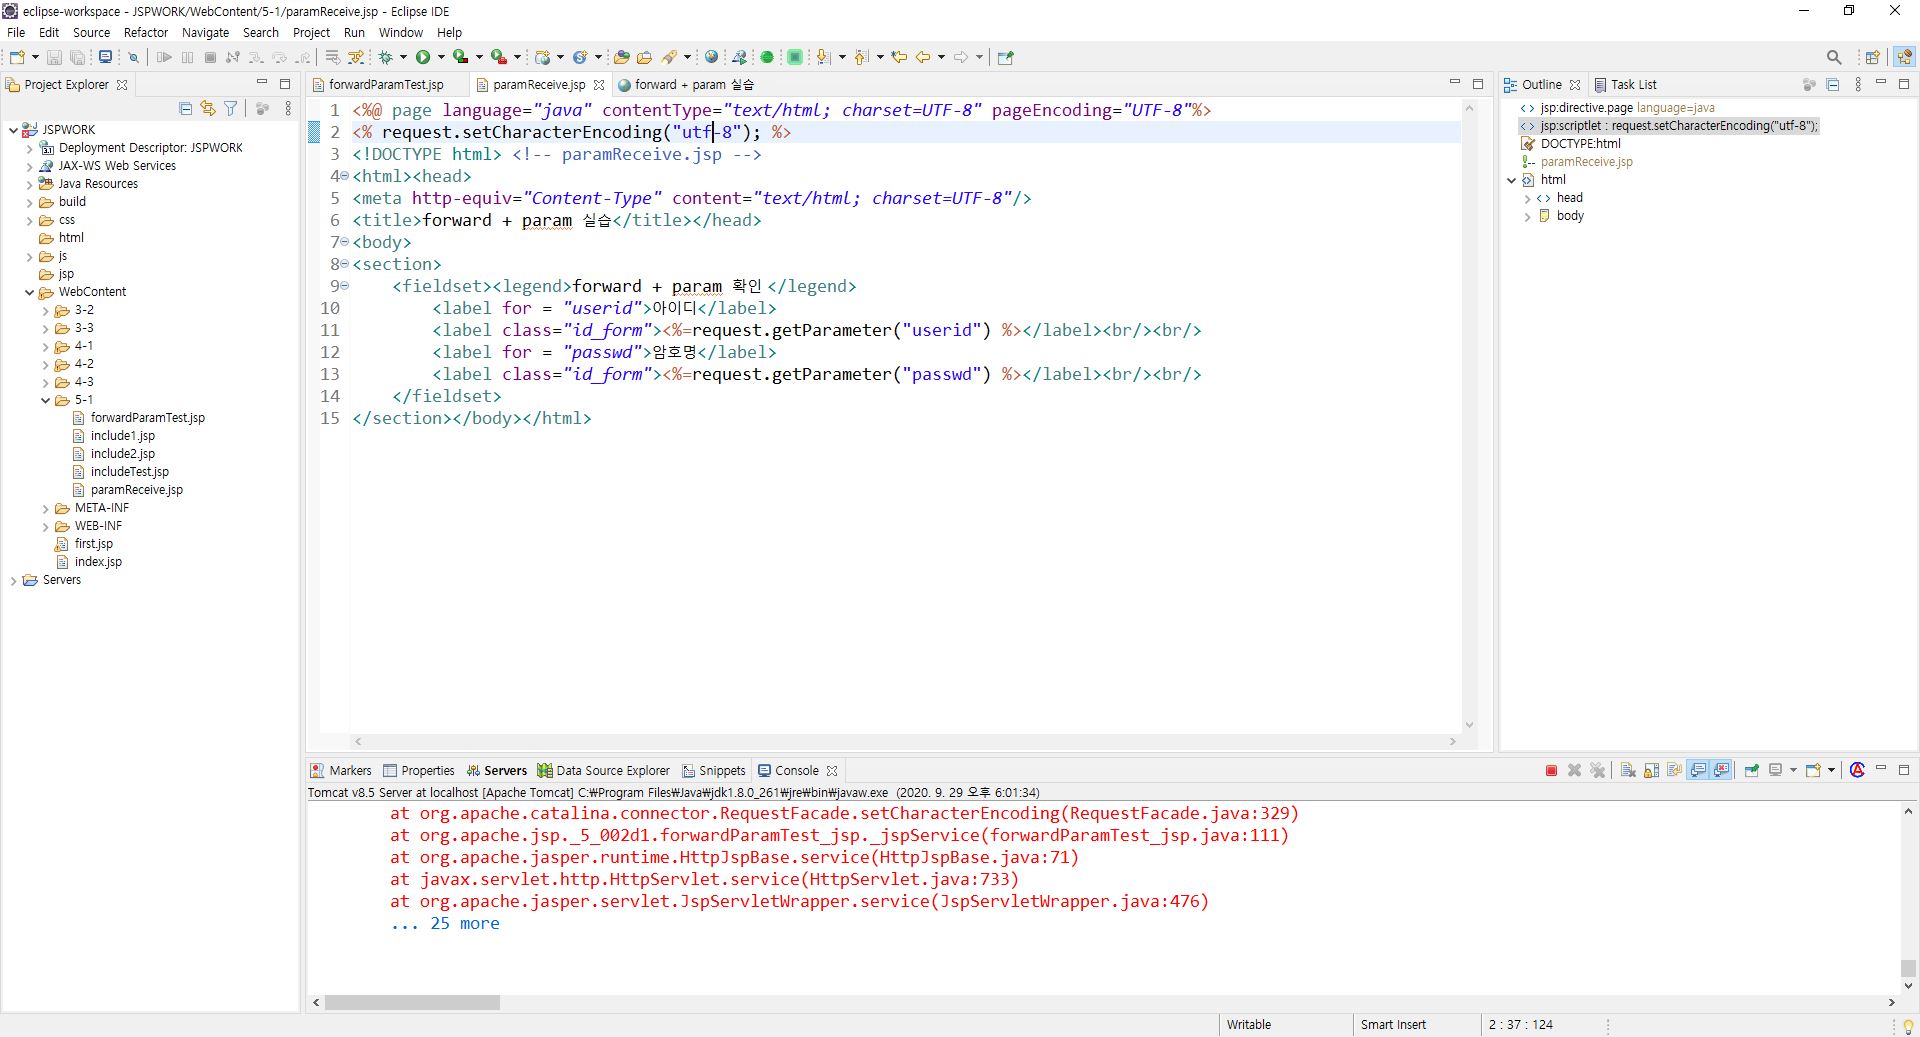 eclipse-workspace - JSPWORK/WebContent/5-1/paramReceive.jsp - Eclipse IDE
File Edit Source Refactor Navigate Search Project Run Window Help
Project Explorer
JSPWORK
Deployment Descriptor: JSPWORK
JAX-WS Web Services
Java Resources
build
css
html
js
jsp
WebContent
3-2
3-3
4-1
4-2
4-3
5-1
forwardParamTest.jsp
include1.jsp
include2.jsp
includeTest.jsp
paramReceive.jsp
META-INF
WEB-INF
first.jsp
index.jsp
Servers
forwardParamTest.jsp paramReceive.jsp forward + param 실습
1 <%@ page language="java" contentType="text/html; charset=UTF-8" pageEncoding="UTF-8"%>
2 <% request.setCharacterEncoding("utf-8"); %>
3 <!DOCTYPE html> <!-- paramReceive.jsp -->
4 <html><head>
5 <meta http-equiv="Content-Type" content="text/html; charset=UTF-8"/>
6 <title>forward + param 실습</title></head>
7 <body>
8 <section>
9 <fieldset><legend>forward + param 확인 </legend>
10 <label for = "userid">아이디</label>
11 <label class="id_form"><%=request.getParameter("userid") %></label><br/><br/>
12 <label for = "passwd">암호명</label>
13 <label class="id_form"><%=request.getParameter("passwd") %></label><br/><br/>
14 </fieldset>
15 </section></body></html>
Outline Task List
jsp:directive.page language=java
jsp:scriptlet : request.setCharacterEncoding("utf-8");
DOCTYPE:html
paramReceive.jsp
html
head
body
Markers Properties Servers Data Source Explorer Snippets Console
Tomcat v8.5 Server at localhost [Apache Tomcat] C:₩Program Files₩Java₩jdk1.8.0_261₩jre₩bin₩javaw.exe (2020. 9. 29 오후 6:01:34)
at org.apache.catalina.connector.RequestFacade.setCharacterEncoding(RequestFacade.java:329)
at org.apache.jsp._5_002d1.forwardParamTest_jsp._jspService(forwardParamTest_jsp.java:111)
at org.apache.jasper.runtime.HttpJspBase.service(HttpJspBase.java:71)
at javax.servlet.http.HttpServlet.service(HttpServlet.java:733)
at org.apache.jasper.servlet.JspServletWrapper.service(JspServletWrapper.java:476)
... 25 more
Writable Smart Insert 2 : 37 : 124